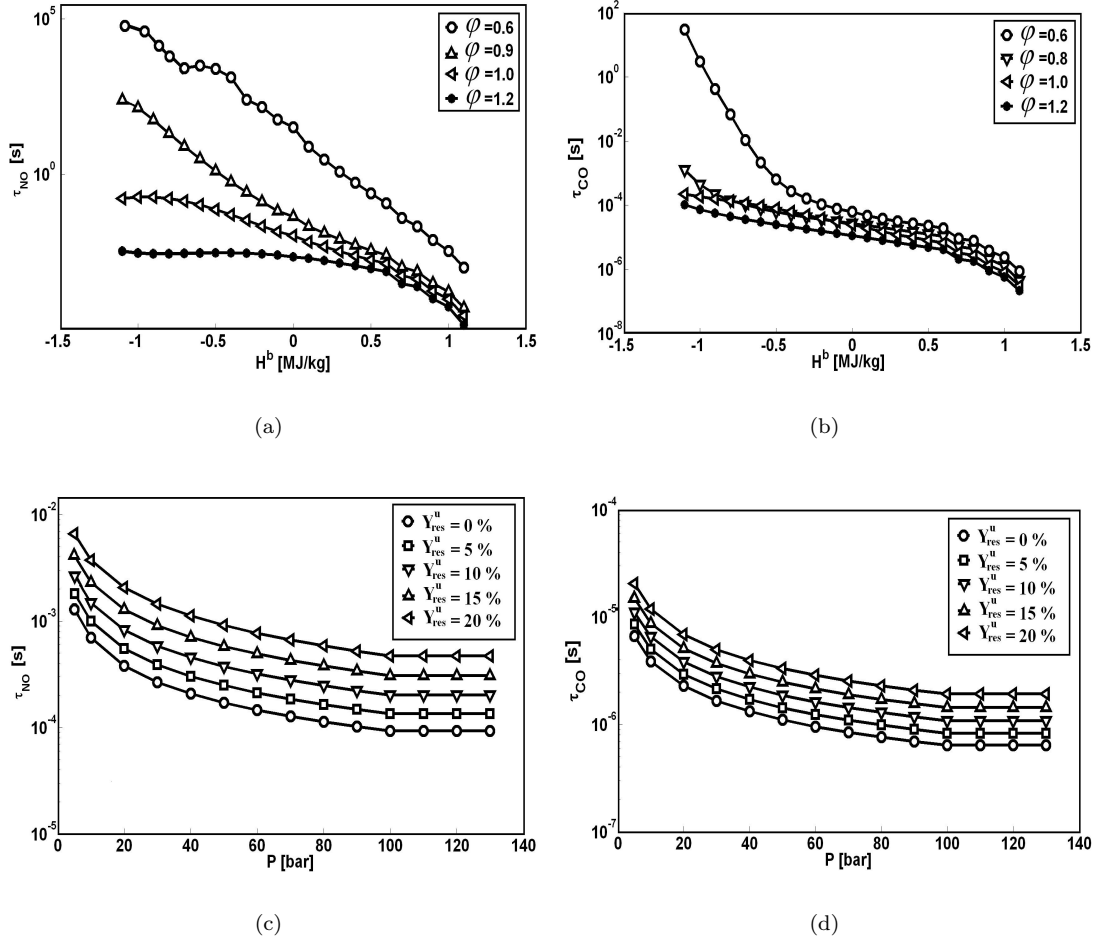 10^5
10^0
τ_NO [s]
-1.5 -1 -0.5 0 0.5 1 1.5
H^b [MJ/kg]
φ=0.6
φ=0.9
φ=1.0
φ=1.2
(a)
10^2
10^0
10^-2
10^-4
10^-6
10^-8
τ_CO [s]
-1.5 -1 -0.5 0 0.5 1 1.5
H^b [MJ/kg]
φ=0.6
φ=0.8
φ=1.0
φ=1.2
(b)
10^-2
10^-3
10^-4
10^-5
τ_NO [s]
0 20 40 60 80 100 120 140
P [bar]
Y^u_res = 0 %
Y^u_res = 5 %
Y^u_res = 10 %
Y^u_res = 15 %
Y^u_res = 20 %
(c)
10^-4
10^-5
10^-6
10^-7
τ_CO [s]
0 20 40 60 80 100 120 140
P [bar]
Y^u_res = 0 %
Y^u_res = 5 %
Y^u_res = 10 %
Y^u_res = 15 %
Y^u_res = 20 %
(d)